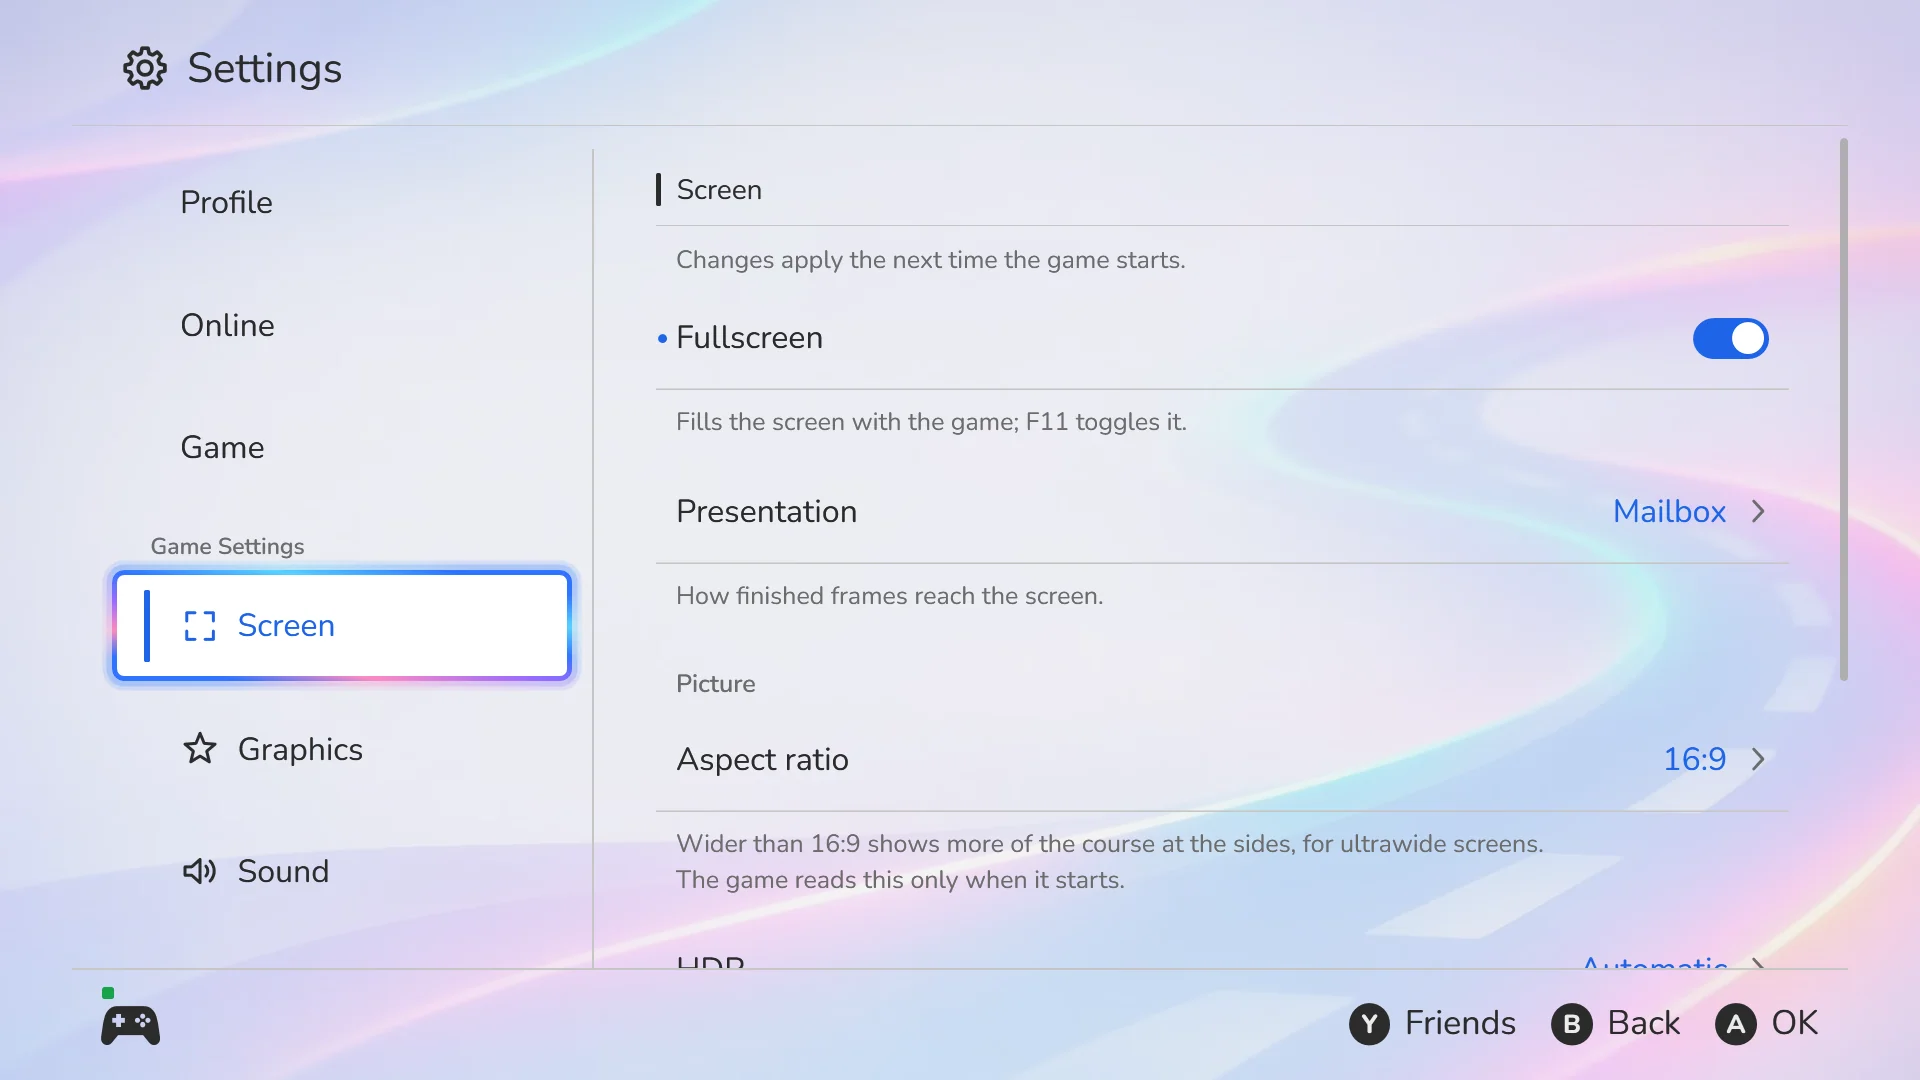 Settings
Profile
Online
Game
Game Settings
Screen
Graphics
Sound
Screen
Changes apply the next time the game starts.
Fullscreen
Fills the screen with the game; F11 toggles it.
Presentation
Mailbox
How finished frames reach the screen.
Picture
Aspect ratio
16:9
Wider than 16:9 shows more of the course at the sides, for ultrawide screens.
The game reads this only when it starts.
HDR
Automatic
Y Friends
B Back
A OK